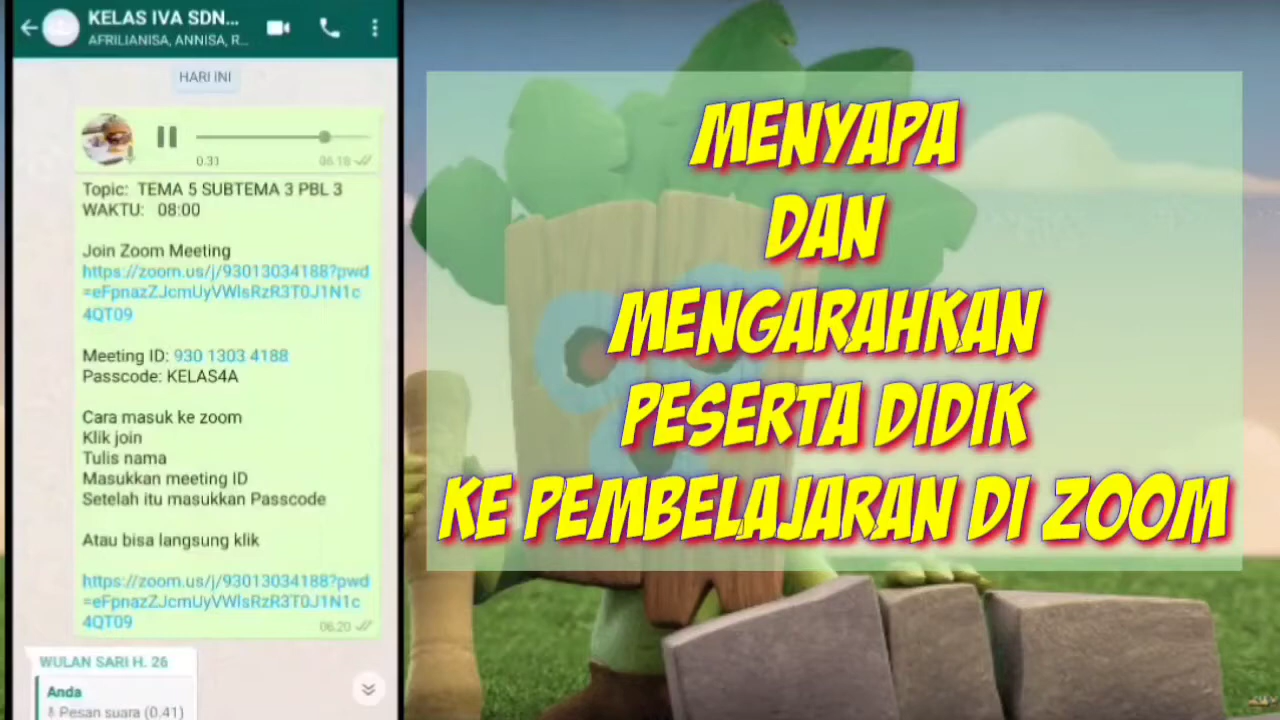 KELAS IVA SDN...
AFRILIANISA, ANNISA, R...
HARI INI
0.31
06.18
Topic: TEMA 5 SUBTEMA 3 PBL 3
WAKTU: 08:00
Join Zoom Meeting
https://zoom.us/j/93013034188?pwd
=eFpnazZJcmUyVWlsRzR3T0J1N1c
4QT09
Meeting ID: 930 1303 4188
Passcode: KELAS4A
Cara masuk ke zoom
Klik join
Tulis nama
Masukkan meeting ID
Setelah itu masukkan Passcode
Atau bisa langsung klik
https://zoom.us/j/93013034188?pwd
=eFpnazZJcmUyVWlsRzR3T0J1N1c
4QT09
06.20
WULAN SARI H. 26
Anda
Pesan suara (0.41)
MENYAPA
DAN
MENGARAHKAN
PESERTA DIDIK
KE PEMBELAJARAN DI ZOOM